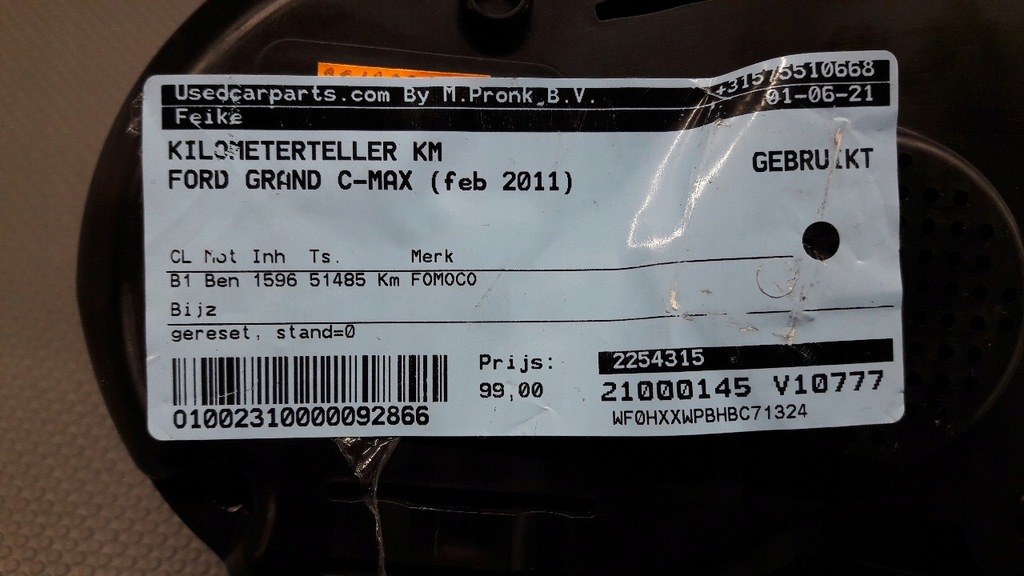 Usedcarparts.com By M.Pronk B.V. +31575510668
Feike 01-06-21
KILOMETERTELLER KM GEBRUIKT
FORD GRAND C-MAX (feb 2011)
CL Mot Inh Ts. Merk
B1 Ben 1596 51485 Km FOMOCO
Bijz
gereset, stand=0
Prijs: 2254315
99,00 21000145 V10777
01002310000092866 WF0HXXWPBHBC71324